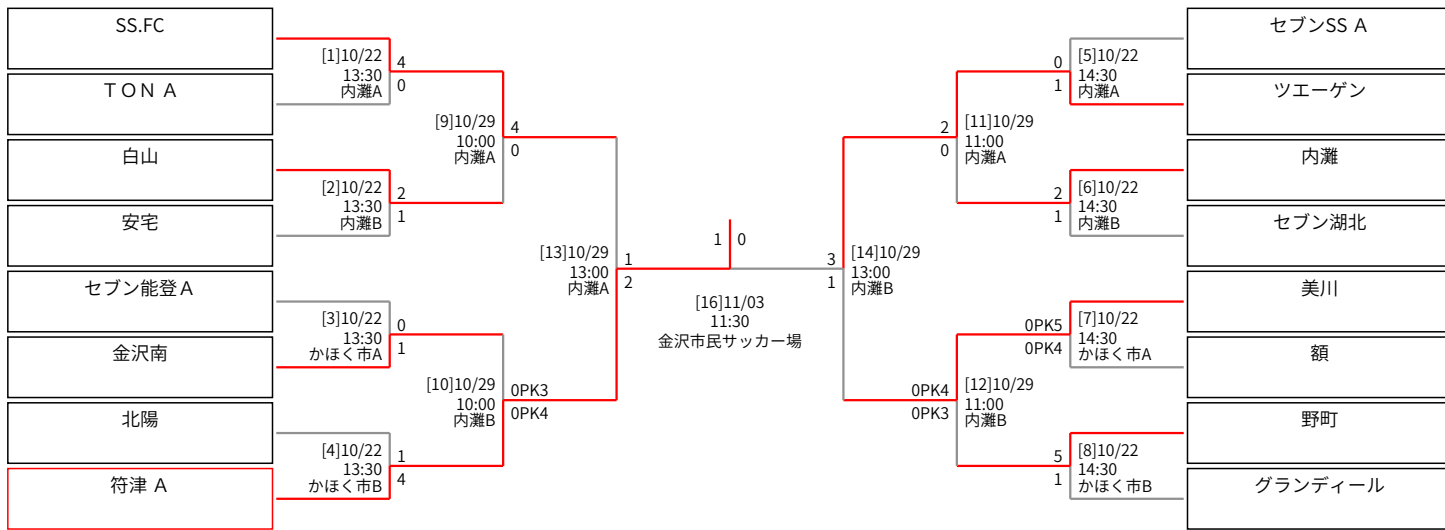 SS.FC
[1]10/22
13:30
内灘A
4
0
ＴＯＮ Ａ
[9]10/29
10:00
内灘A
4
0
白山
[2]10/22
13:30
内灘B
2
1
安宅
[13]10/29
13:00
内灘A
1
2
セブン能登Ａ
[3]10/22
13:30
かほく市A
0
1
金沢南
[10]10/29
10:00
内灘B
0PK3
0PK4
北陽
[4]10/22
13:30
かほく市B
1
4
符津 Ａ
1
0
[16]11/03
11:30
金沢市民サッカー場
セブンSS Ａ
0
1
[5]10/22
14:30
内灘A
ツエーゲン
2
0
[11]10/29
11:00
内灘A
内灘
2
1
[6]10/22
14:30
内灘B
セブン湖北
3
1
[14]10/29
13:00
内灘B
美川
0PK5
0PK4
[7]10/22
14:30
かほく市A
額
0PK4
0PK3
[12]10/29
11:00
内灘B
野町
5
1
[8]10/22
14:30
かほく市B
グランディール